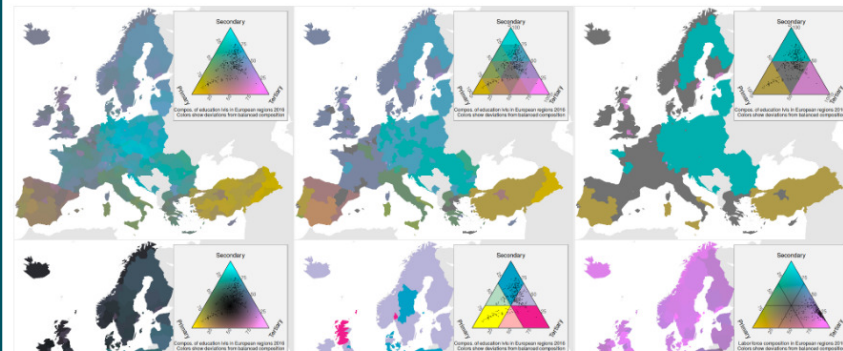 Secondary
Primary
Tertiary
Compos. of education lvls in European regions 2016
Colors show deviations from balanced composition
Secondary
Primary
Tertiary
Compos. of education lvls in European regions 2016
Colors show deviations from balanced composition
Secondary
Primary
Tertiary
Compos. of education lvls in European regions 2016
Colors show deviations from balanced composition
Secondary
Primary
Tertiary
Compos. of education lvls in European regions 2016
Colors show deviations from balanced composition
Secondary
Primary
Tertiary
Compos. of education lvls in European regions 2016
Colors show deviations from balanced composition
Secondary
Primary
Tertiary
Labor-force composition in European regions 2016
Colors show deviations from balanced composition